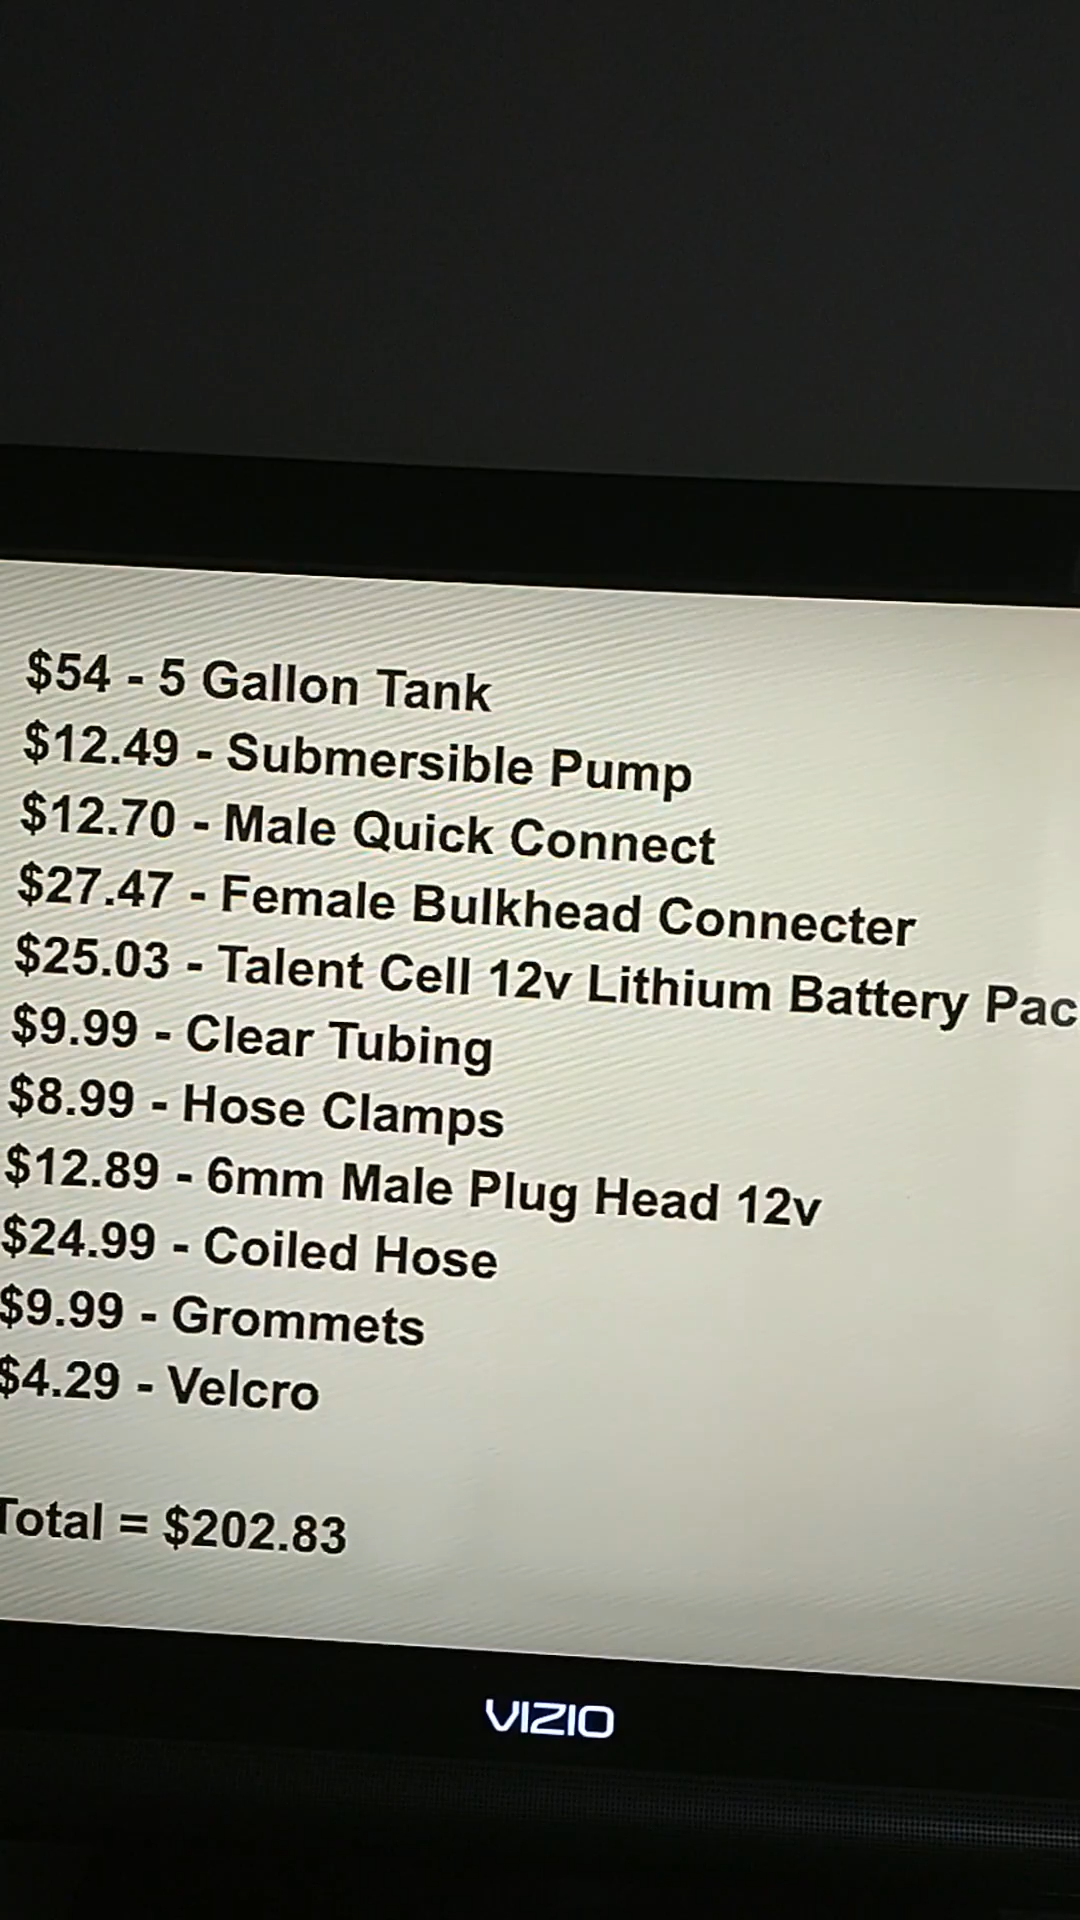 $54 - 5 Gallon Tank
$12.49 - Submersible Pump
$12.70 - Male Quick Connect
$27.47 - Female Bulkhead Connecter
$25.03 - Talent Cell 12v Lithium Battery Pac
$9.99 - Clear Tubing
$8.99 - Hose Clamps
$12.89 - 6mm Male Plug Head 12v
$24.99 - Coiled Hose
$9.99 - Grommets
$4.29 - Velcro
Total = $202.83
VIZIO